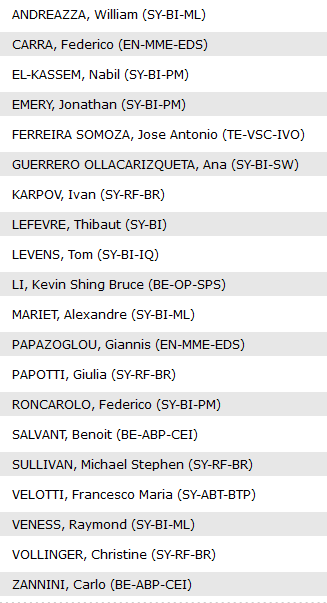 ANDREAZZA, William (SY-BI-ML)
CARRA, Federico (EN-MME-EDS)
EL-KASSEM, Nabil (SY-BI-PM)
EMERY, Jonathan (SY-BI-PM)
FERREIRA SOMOZA, Jose Antonio (TE-VSC-IVO)
GUERRERO OLLACARIZQUETA, Ana (SY-BI-SW)
KARPOV, Ivan (SY-RF-BR)
LEFEVRE, Thibaut (SY-BI)
LEVENS, Tom (SY-BI-IQ)
LI, Kevin Shing Bruce (BE-OP-SPS)
MARIET, Alexandre (SY-BI-ML)
PAPAZOGLOU, Giannis (EN-MME-EDS)
PAPOTTI, Giulia (SY-RF-BR)
RONCAROLO, Federico (SY-BI-PM)
SALVANT, Benoit (BE-ABP-CEI)
SULLIVAN, Michael Stephen (SY-RF-BR)
VELOTTI, Francesco Maria (SY-ABT-BTP)
VENESS, Raymond (SY-BI-ML)
VOLLINGER, Christine (SY-RF-BR)
ZANNINI, Carlo (BE-ABP-CEI)